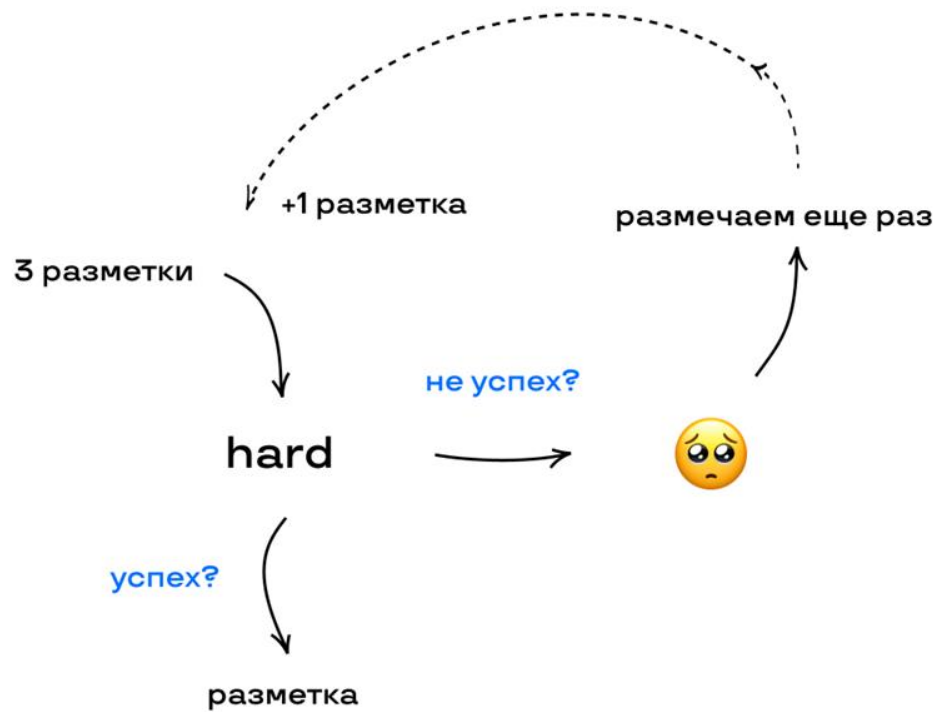 +1 разметка
размечаем еще раз
3 разметки
не успех?
hard
успех?
разметка